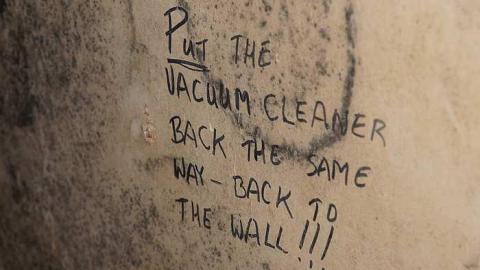 PUT THE
VACUUM CLEANER
BACK THE SAME
WAY - BACK TO
THE WALL!!!